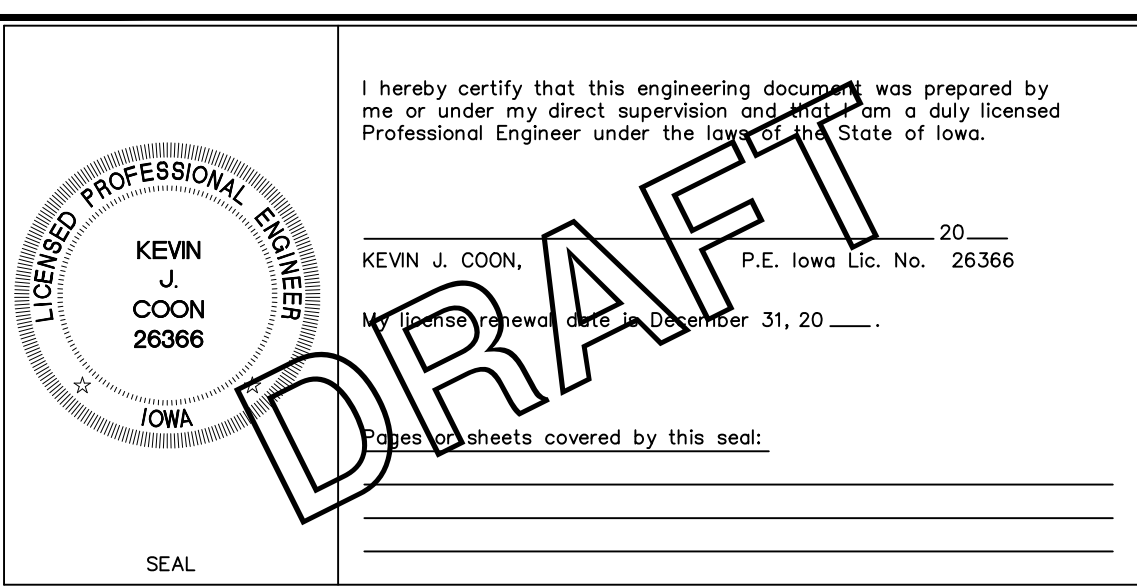 LICENSED PROFESSIONAL ENGINEER
KEVIN
J.
COON
26366
IOWA
SEAL
I hereby certify that this engineering document was prepared by
me or under my direct supervision and that I am a duly licensed
Professional Engineer under the laws of the State of Iowa.
20
KEVIN J. COON, P.E. Iowa Lic. No. 26366
My license renewal date is December 31, 20 .
Pages or sheets covered by this seal:
DRAFT